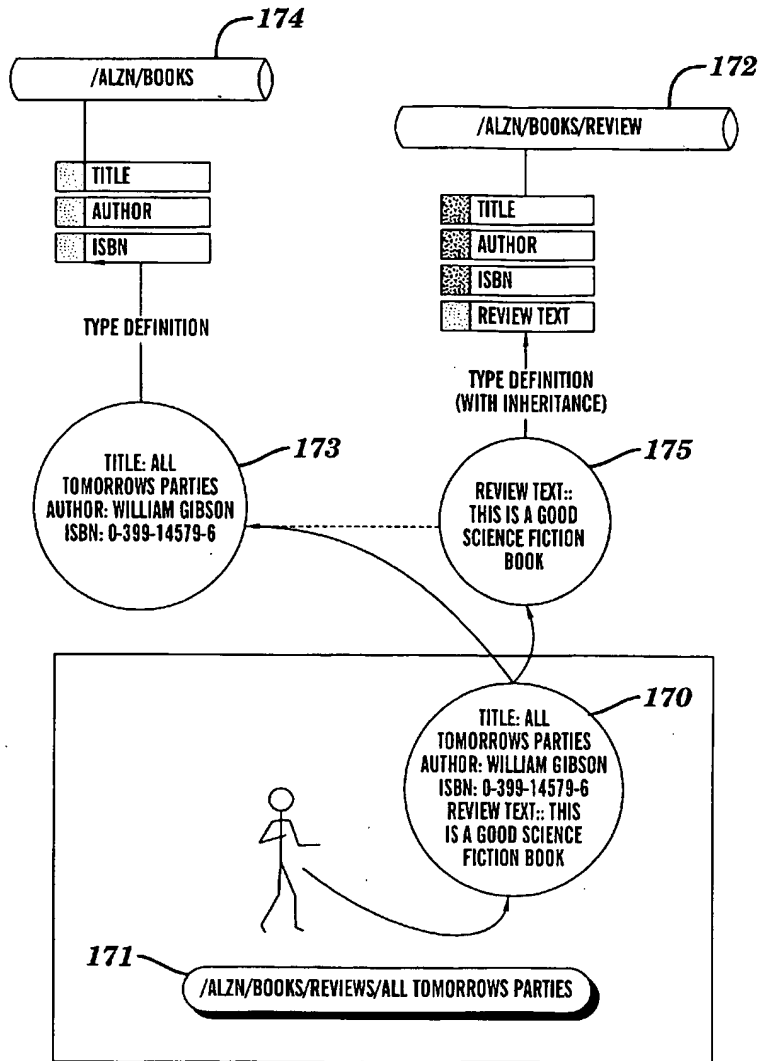 174
/ALZN/BOOKS
172
/ALZN/BOOKS/REVIEW
TITLE
AUTHOR
ISBN
TITLE
AUTHOR
ISBN
REVIEW TEXT
TYPE DEFINITION
TYPE DEFINITION
(WITH INHERITANCE)
173
TITLE: ALL
TOMORROWS PARTIES
AUTHOR: WILLIAM GIBSON
ISBN: 0-399-14579-6
175
REVIEW TEXT::
THIS IS A GOOD
SCIENCE FICTION
BOOK
170
TITLE: ALL
TOMORROWS PARTIES
AUTHOR: WILLIAM GIBSON
ISBN: 0-399-14579-6
REVIEW TEXT:: THIS
IS A GOOD SCIENCE
FICTION BOOK
171
/ALZN/BOOKS/REVIEWS/ALL TOMORROWS PARTIES